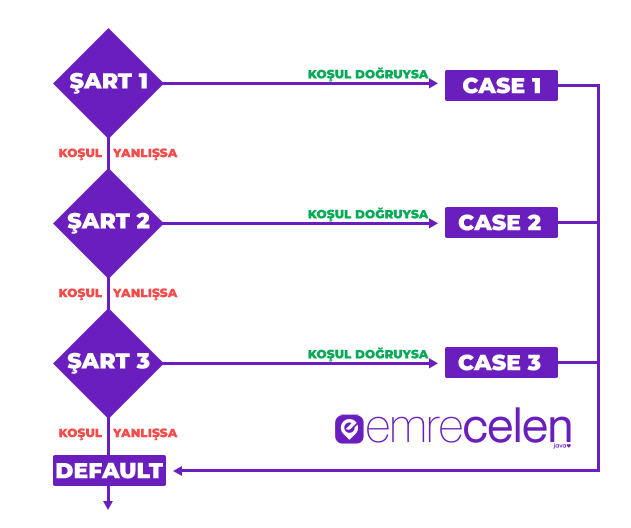 ŞART 1
KOŞUL DOĞRUYSA
CASE 1
KOŞUL YANLIŞSA
ŞART 2
KOŞUL DOĞRUYSA
CASE 2
KOŞUL YANLIŞSA
ŞART 3
KOŞUL DOĞRUYSA
CASE 3
KOŞUL YANLIŞSA
emrecelen
java
DEFAULT